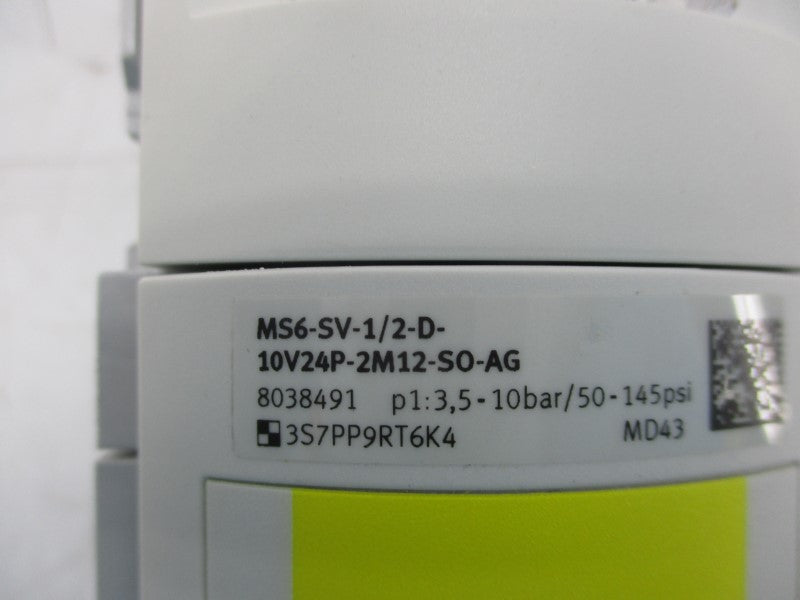 MS6-SV-1/2-D-
10V24P-2M12-SO-AG
8038491 p1:3,5-10bar/50-145psi
3S7PP9RT6K4 MD43